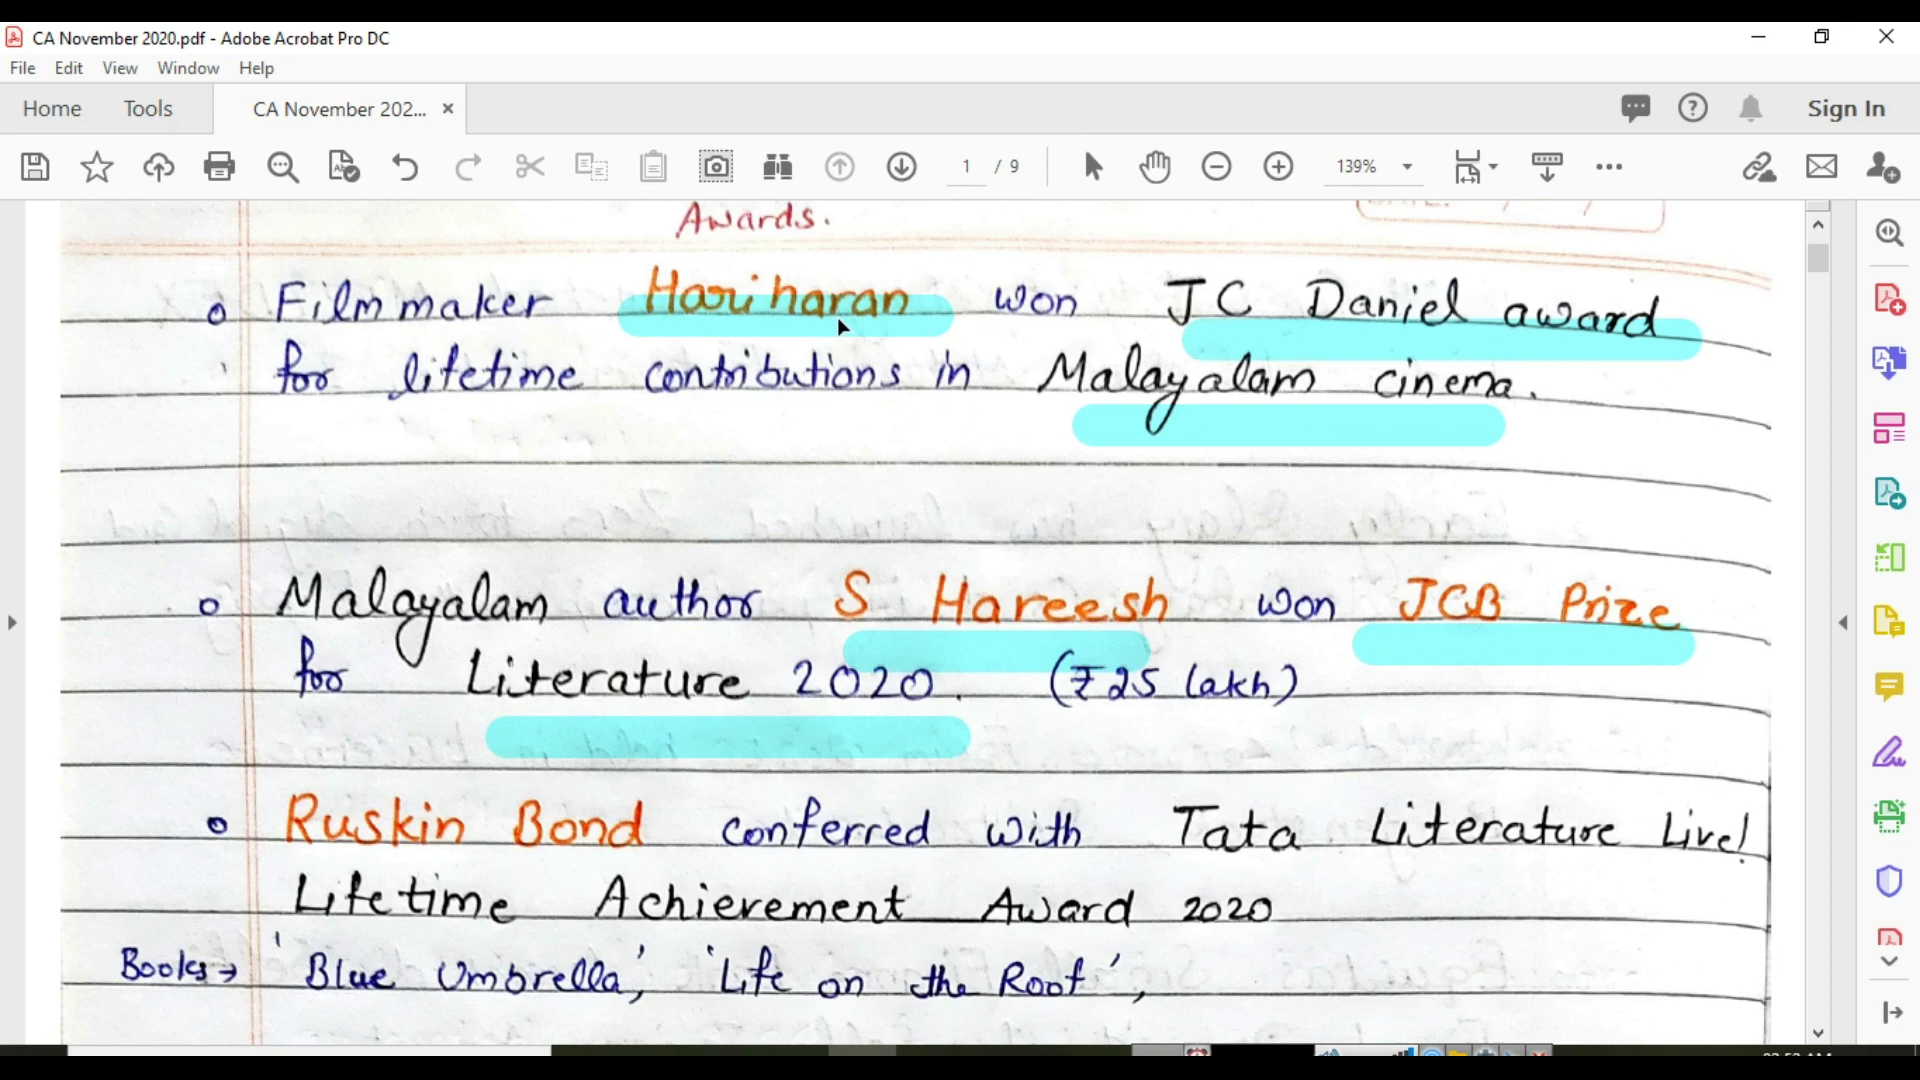 CA November 2020.pdf - Adobe Acrobat Pro DC
File Edit View Window Help
Home Tools CA November 202... × Sign In
1 / 9 139%
Awards.
Filmmaker Hariharan won JC Daniel award
for lifetime contributions in Malayalam cinema.
Malayalam author S Hareesh won JCB Prize
for Literature 2020. (₹25 lakh)
Ruskin Bond conferred with Tata Literature Live!
Lifetime Achievement Award 2020
Books → 'Blue Umbrella', 'Life on the Roof',